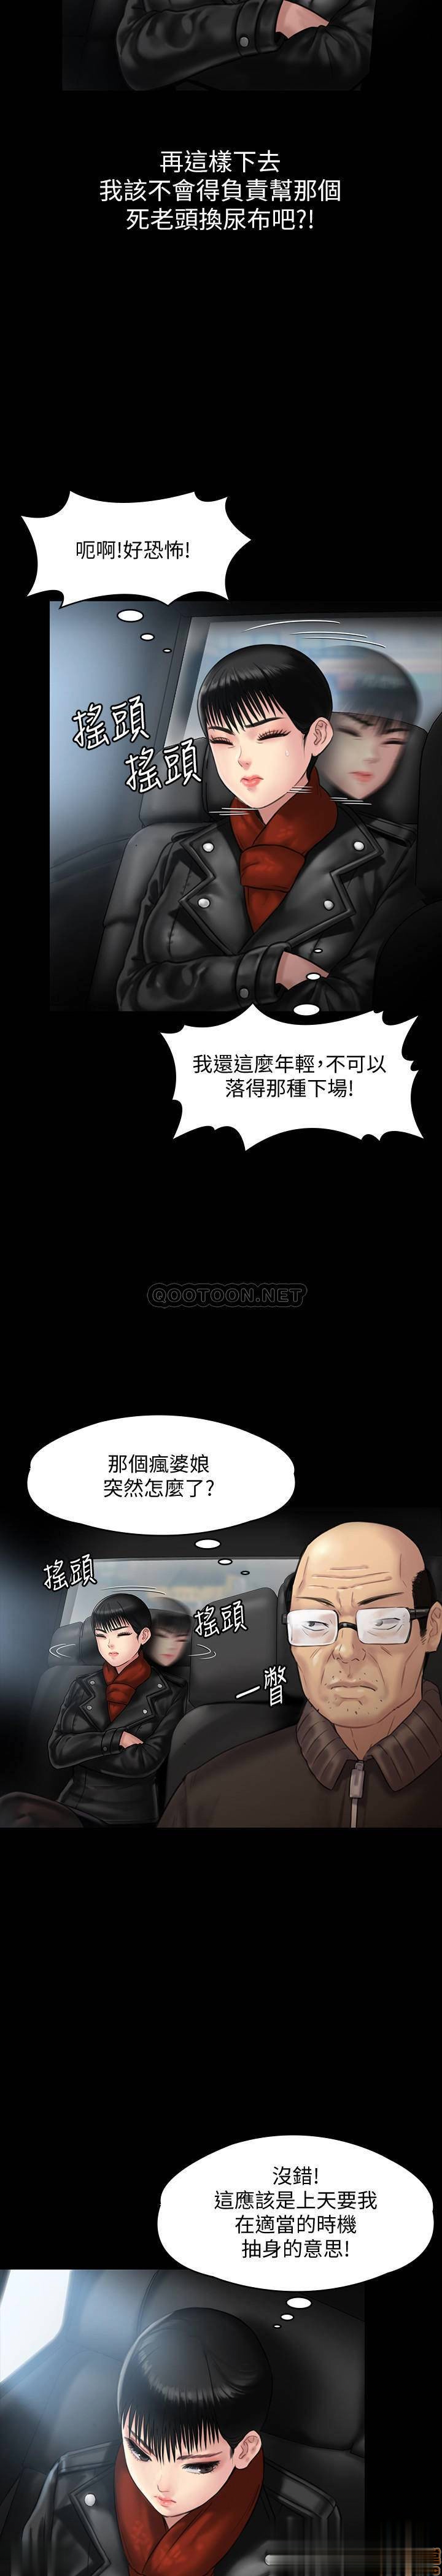 再這樣下去
我該不會得負責幫那個
死老頭換尿布吧?!
呃啊!好恐怖!
搖頭
搖頭
我還這麼年輕,不可以
落得那種下場!
QOOTOON.NET
那個瘋婆娘
突然怎麼了?
搖頭
搖頭
一瞥
沒錯!
這應該是上天要我
在適當的時機
抽身的意思!